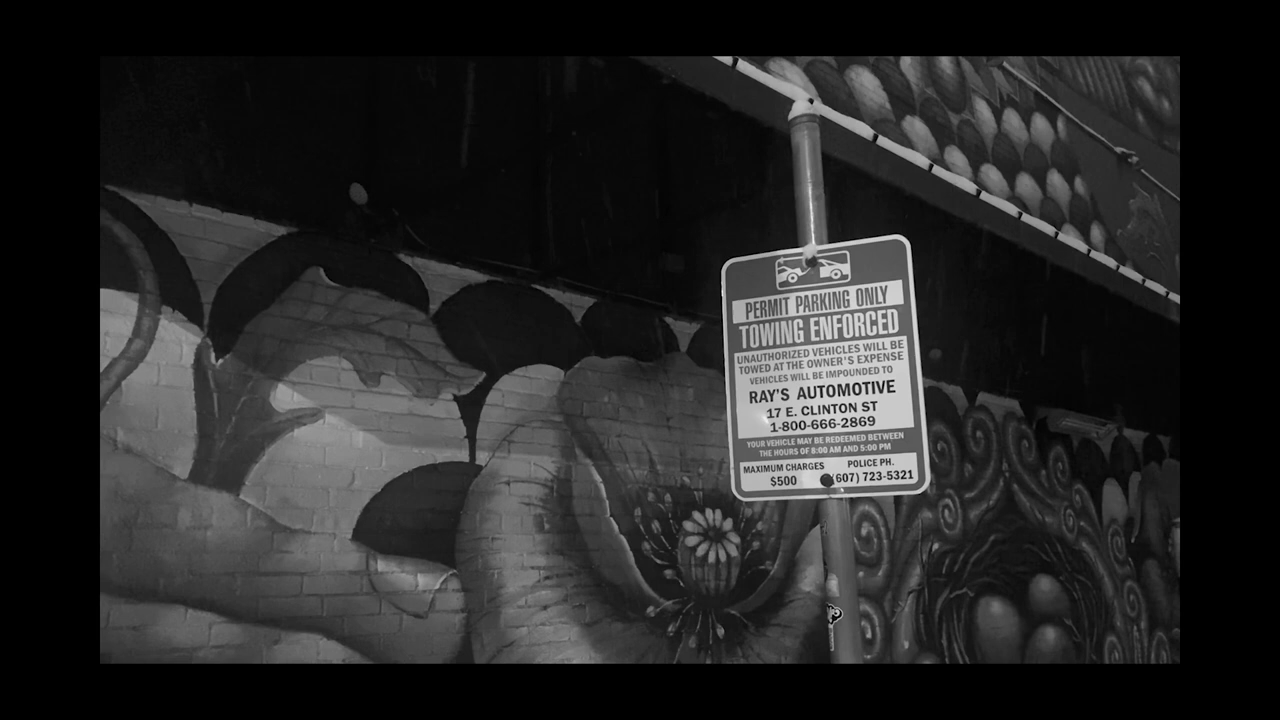 PERMIT PARKING ONLY
TOWING ENFORCED
UNAUTHORIZED VEHICLES WILL BE
TOWED AT THE OWNER'S EXPENSE
VEHICLES WILL BE IMPOUNDED TO
RAY'S AUTOMOTIVE
17 E. CLINTON ST
1-800-666-2869
YOUR VEHICLE MAY BE REDEEMED BETWEEN
THE HOURS OF 8:00 AM AND 5:00 PM
MAXIMUM CHARGES POLICE PH.
$500 (607) 723-5321